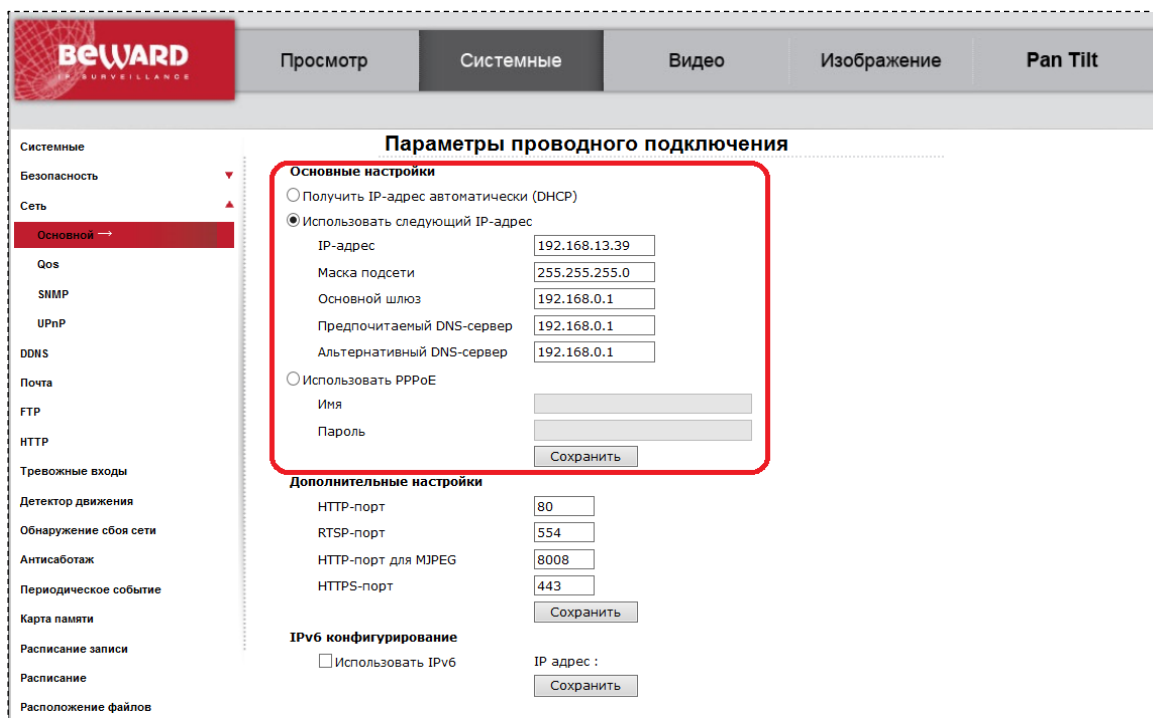 BEWARD
IP SURVEILLANCE
Просмотр
Системные
Видео
Изображение
Pan Tilt
Системные
Безопасность
Сеть
Основной →
Qos
SNMP
UPnP
DDNS
Почта
FTP
HTTP
Тревожные входы
Детектор движения
Обнаружение сбоя сети
Антисаботаж
Периодическое событие
Карта памяти
Расписание записи
Расписание
Расположение файлов
Параметры проводного подключения
Основные настройки
Получить IP-адрес автоматически (DHCP)
Использовать следующий IP-адрес
IP-адрес 192.168.13.39
Маска подсети 255.255.255.0
Основной шлюз 192.168.0.1
Предпочитаемый DNS-сервер 192.168.0.1
Альтернативный DNS-сервер 192.168.0.1
Использовать PPPoE
Имя
Пароль
Сохранить
Дополнительные настройки
HTTP-порт 80
RTSP-порт 554
HTTP-порт для MJPEG 8008
HTTPS-порт 443
Сохранить
IPv6 конфигурирование
Использовать IPv6 IP адрес :
Сохранить